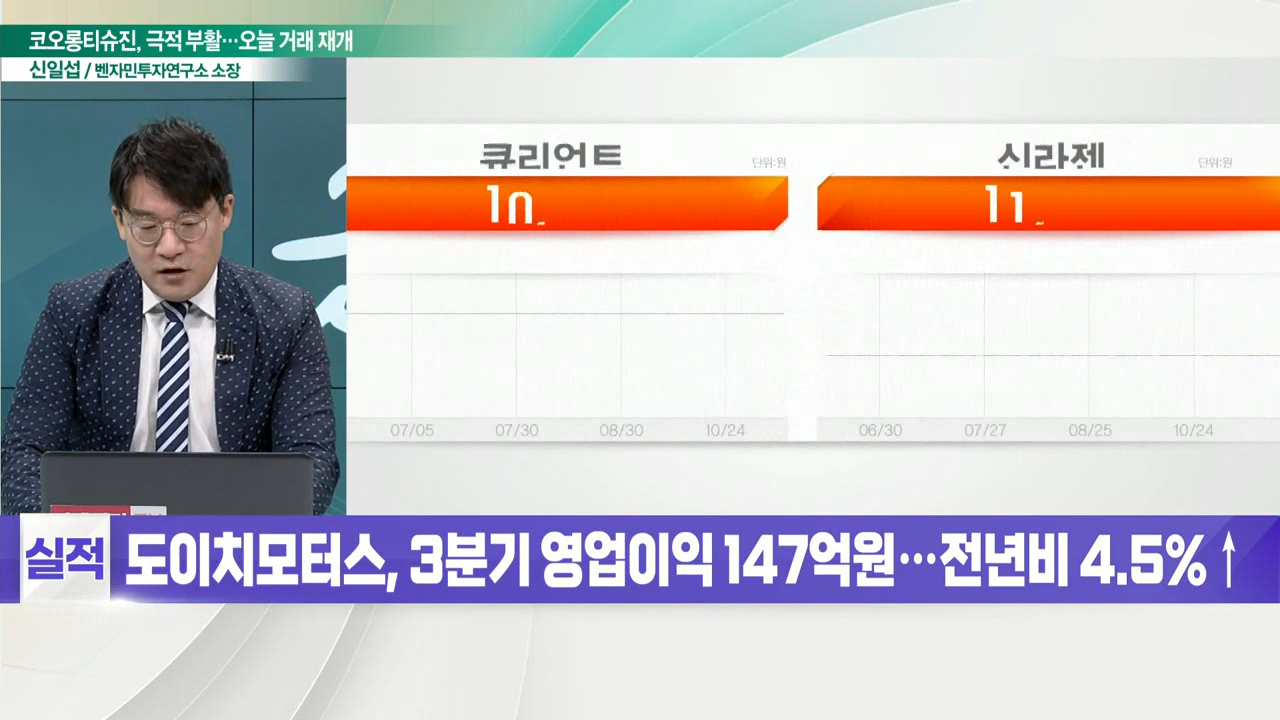 코오롱티슈진, 극적 부활…오늘 거래 재개
신일섭 / 벤자민투자연구소 소장
큐리언트
단위:원
신라젠
단위:원
07/05 07/30 08/30 10/24
06/30 07/27 08/25 10/24
실적
도이치모터스, 3분기 영업이익 147억원…전년비 4.5%↑